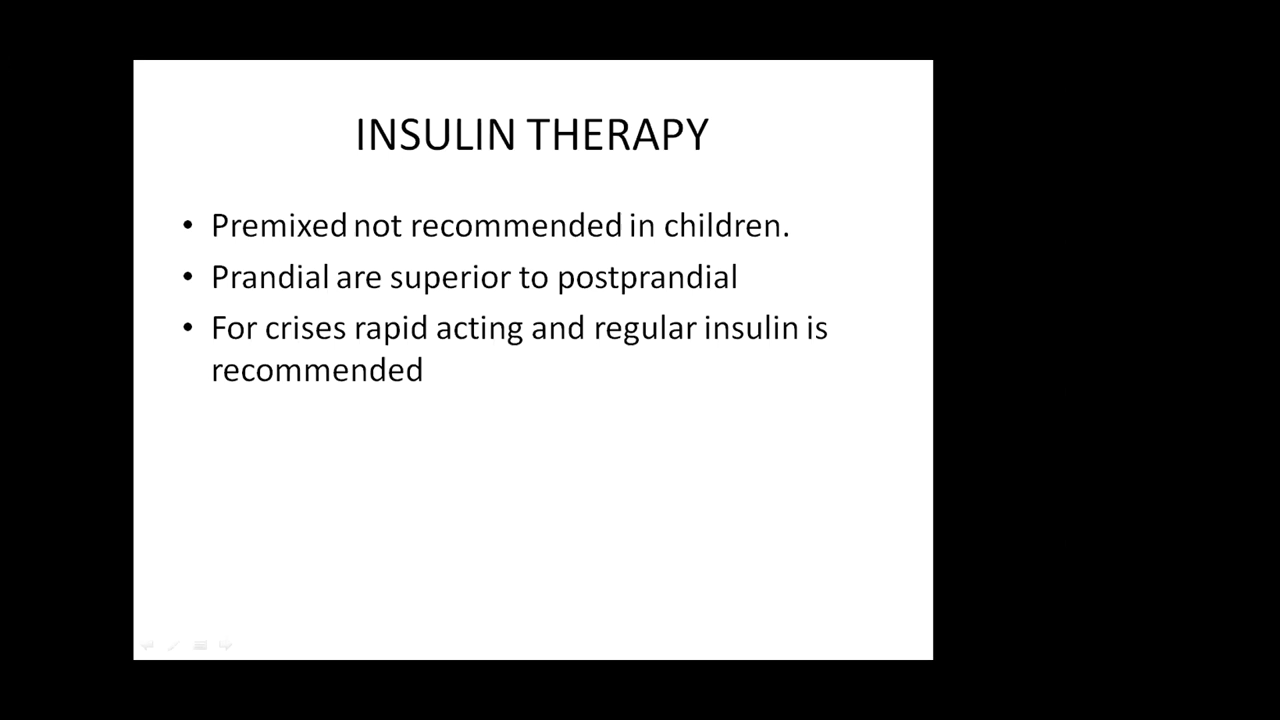 INSULIN THERAPY
• Premixed not recommended in children.
• Prandial are superior to postprandial
• For crises rapid acting and regular insulin is
recommended